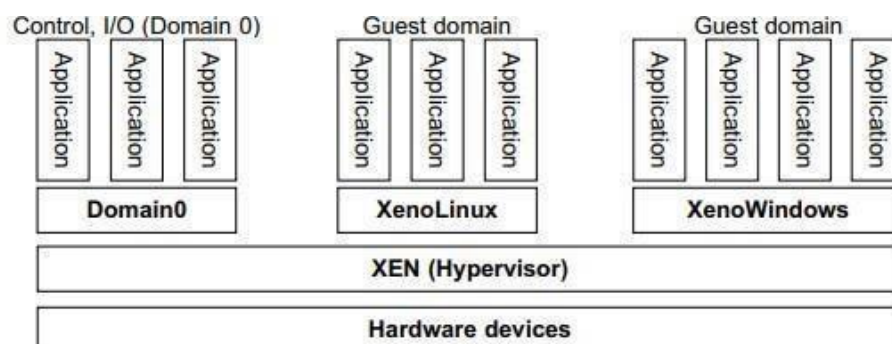 Control, I/O (Domain 0)
Guest domain
Guest domain
Application
Application
Application
Application
Application
Application
Application
Application
Application
Application
Domain0
XenoLinux
XenoWindows
XEN (Hypervisor)
Hardware devices